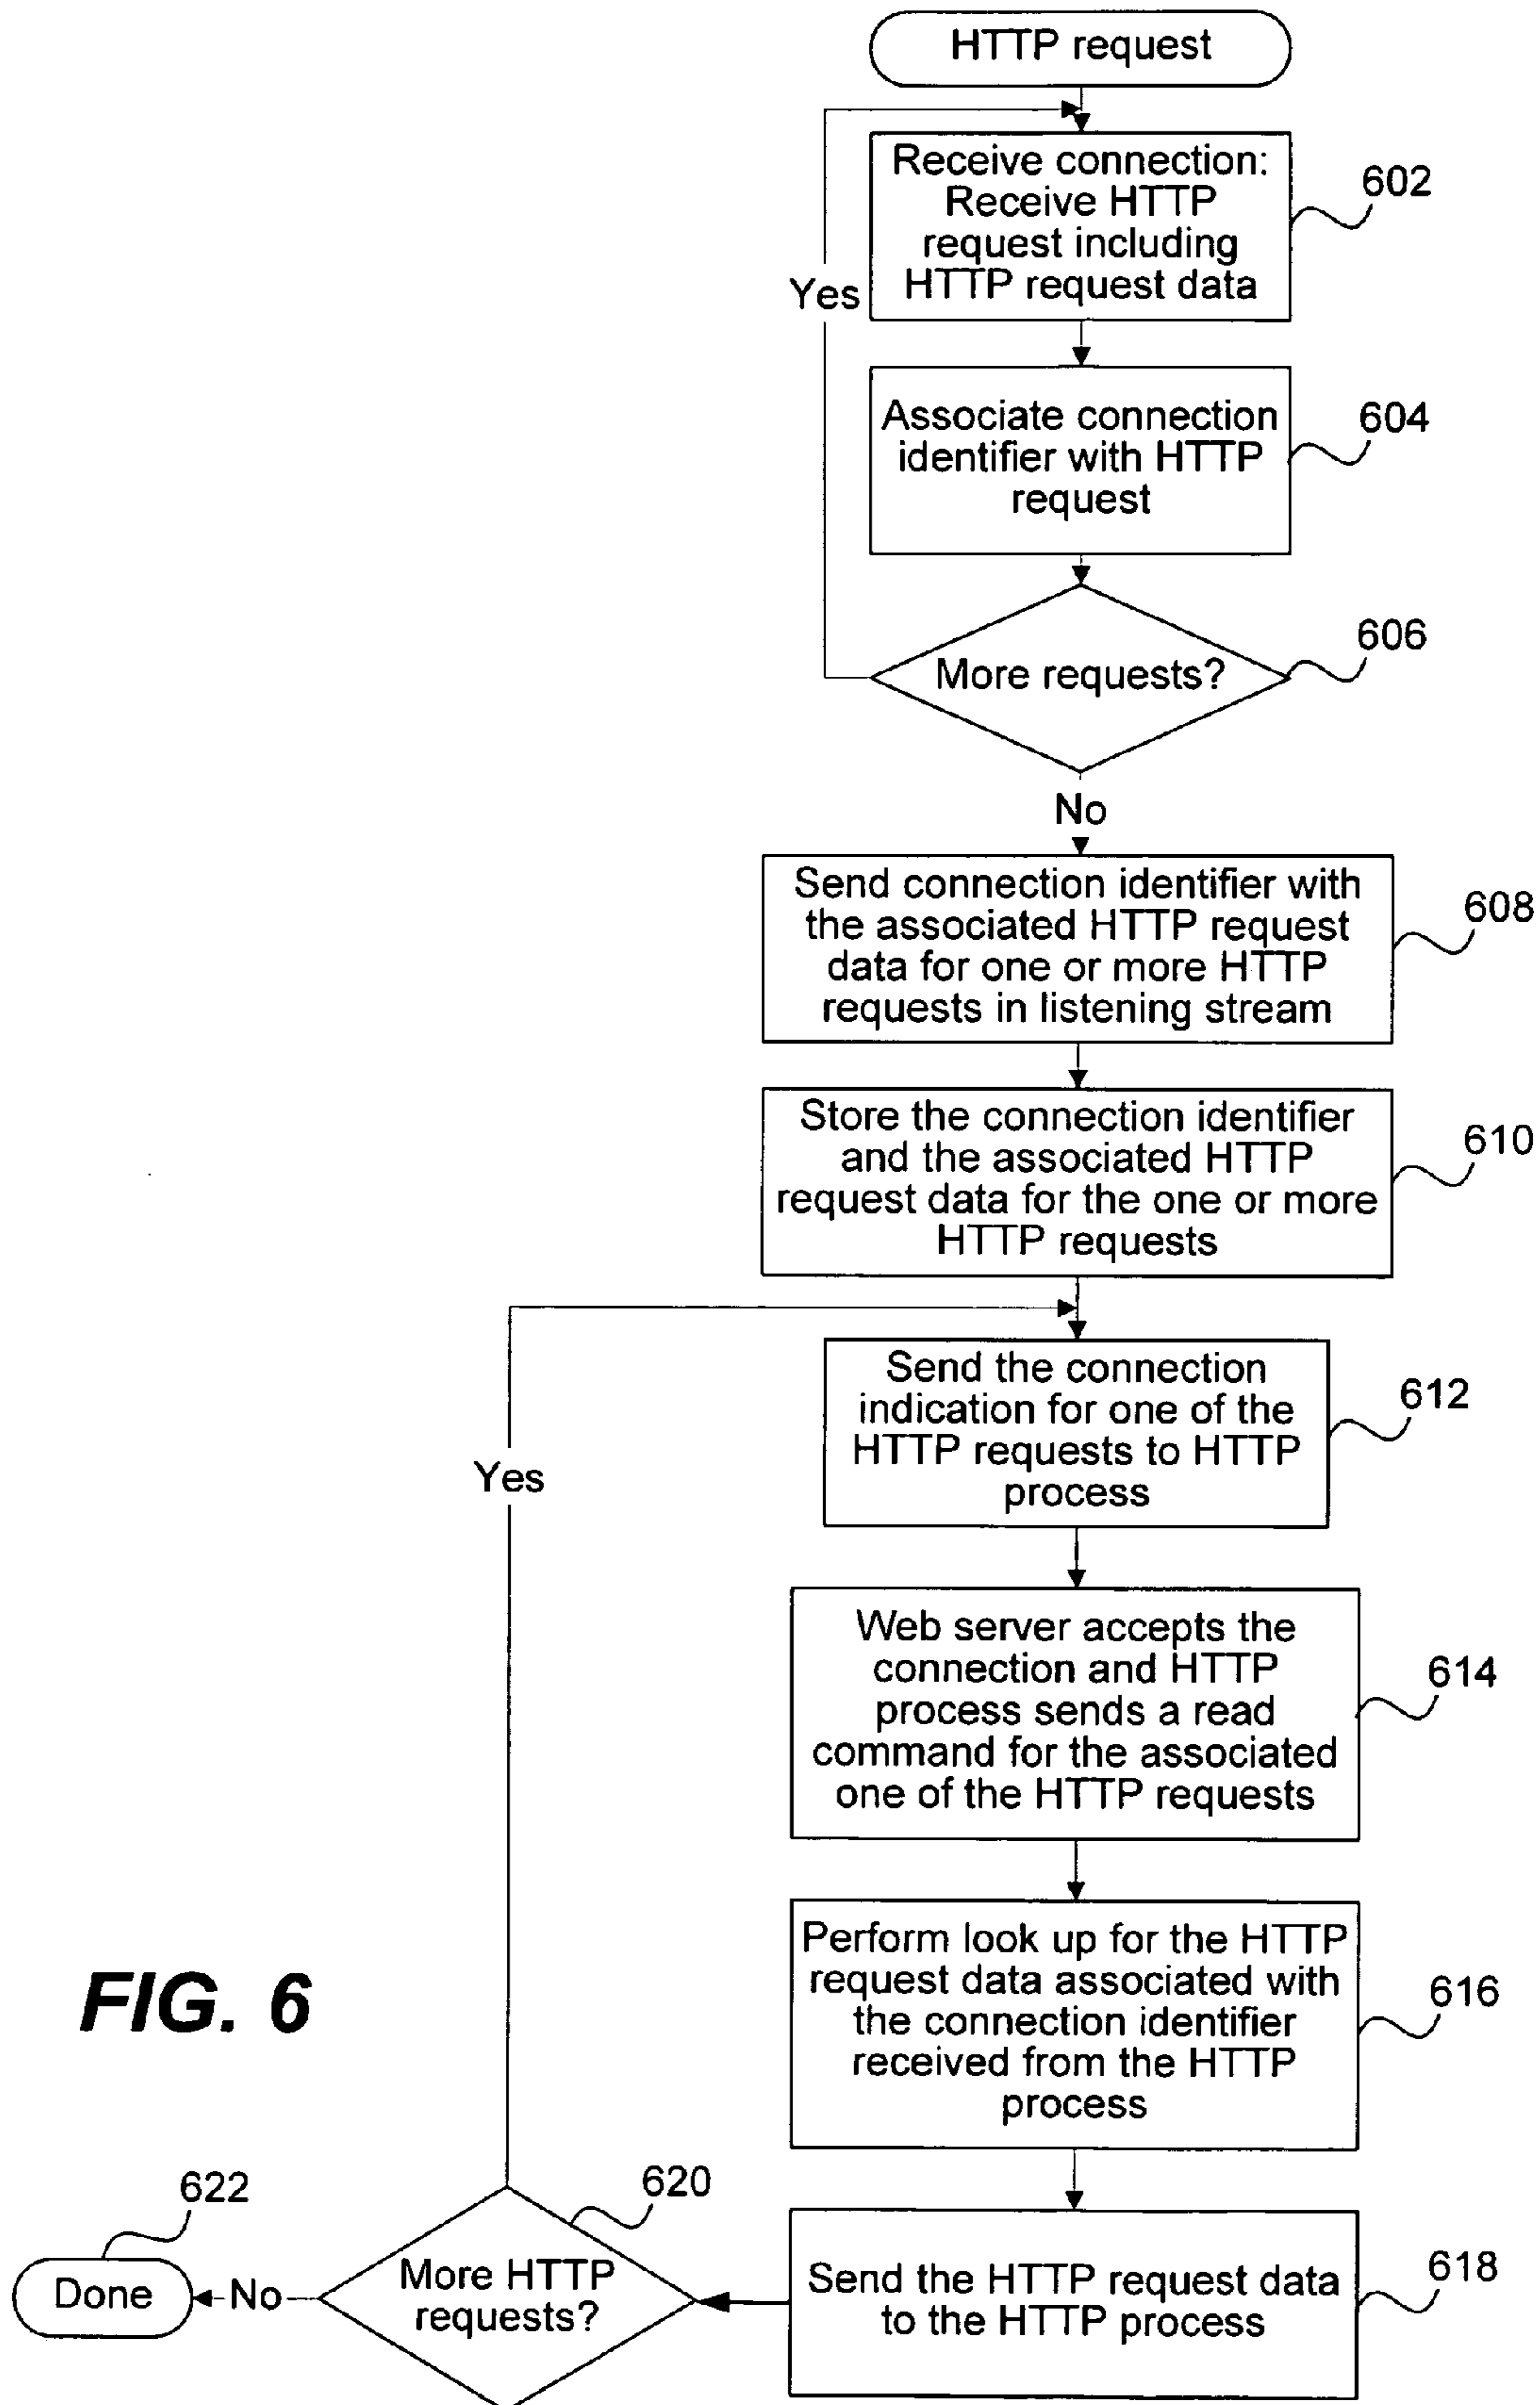 HTTP request
Receive connection:
Receive HTTP
request including
HTTP request data
602
Yes
Associate connection
identifier with HTTP
request
604
More requests?
606
No
Send connection identifier with
the associated HTTP request
data for one or more HTTP
requests in listening stream
608
Store the connection identifier
and the associated HTTP
request data for the one or more
HTTP requests
610
Send the connection
indication for one of the
HTTP requests to HTTP
process
612
Yes
Web server accepts the
connection and HTTP
process sends a read
command for the associated
one of the HTTP requests
614
Perform look up for the HTTP
request data associated with
the connection identifier
received from the HTTP
process
616
FIG. 6
Send the HTTP request data
to the HTTP process
618
More HTTP
requests?
620
No
Done
622